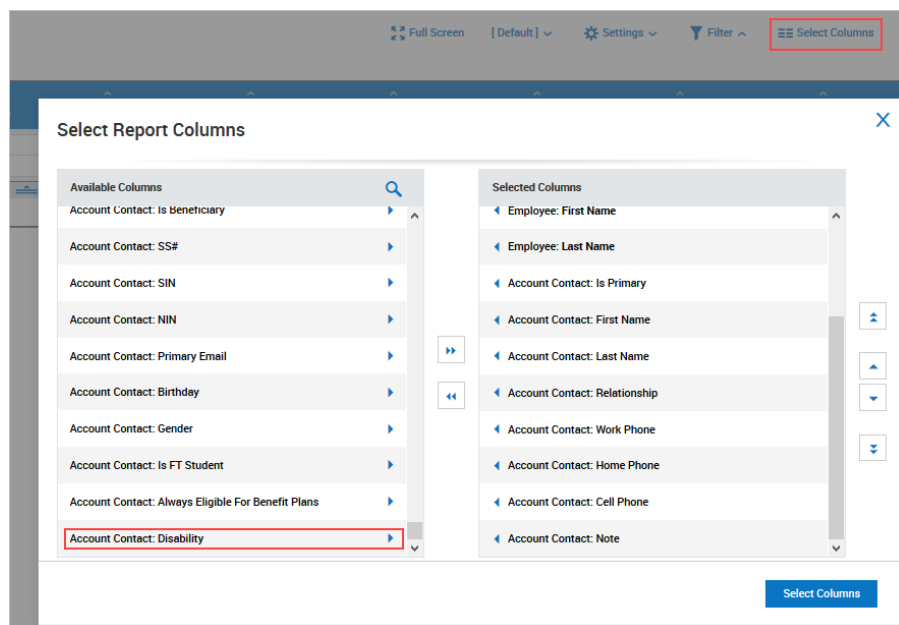 Full Screen [ Default ] Settings Filter Select Columns
Select Report Columns
X
Available Columns
Account Contact: Is Beneficiary
Account Contact: SS#
Account Contact: SIN
Account Contact: NIN
Account Contact: Primary Email
Account Contact: Birthday
Account Contact: Gender
Account Contact: Is FT Student
Account Contact: Always Eligible For Benefit Plans
Account Contact: Disability
Selected Columns
Employee: First Name
Employee: Last Name
Account Contact: Is Primary
Account Contact: First Name
Account Contact: Last Name
Account Contact: Relationship
Account Contact: Work Phone
Account Contact: Home Phone
Account Contact: Cell Phone
Account Contact: Note
Select Columns